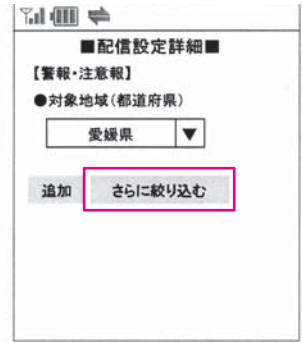 ■配信設定詳細■
【警報・注意報】
●対象地域(都道府県)
愛媛県 ▼
追加 さらに絞り込む